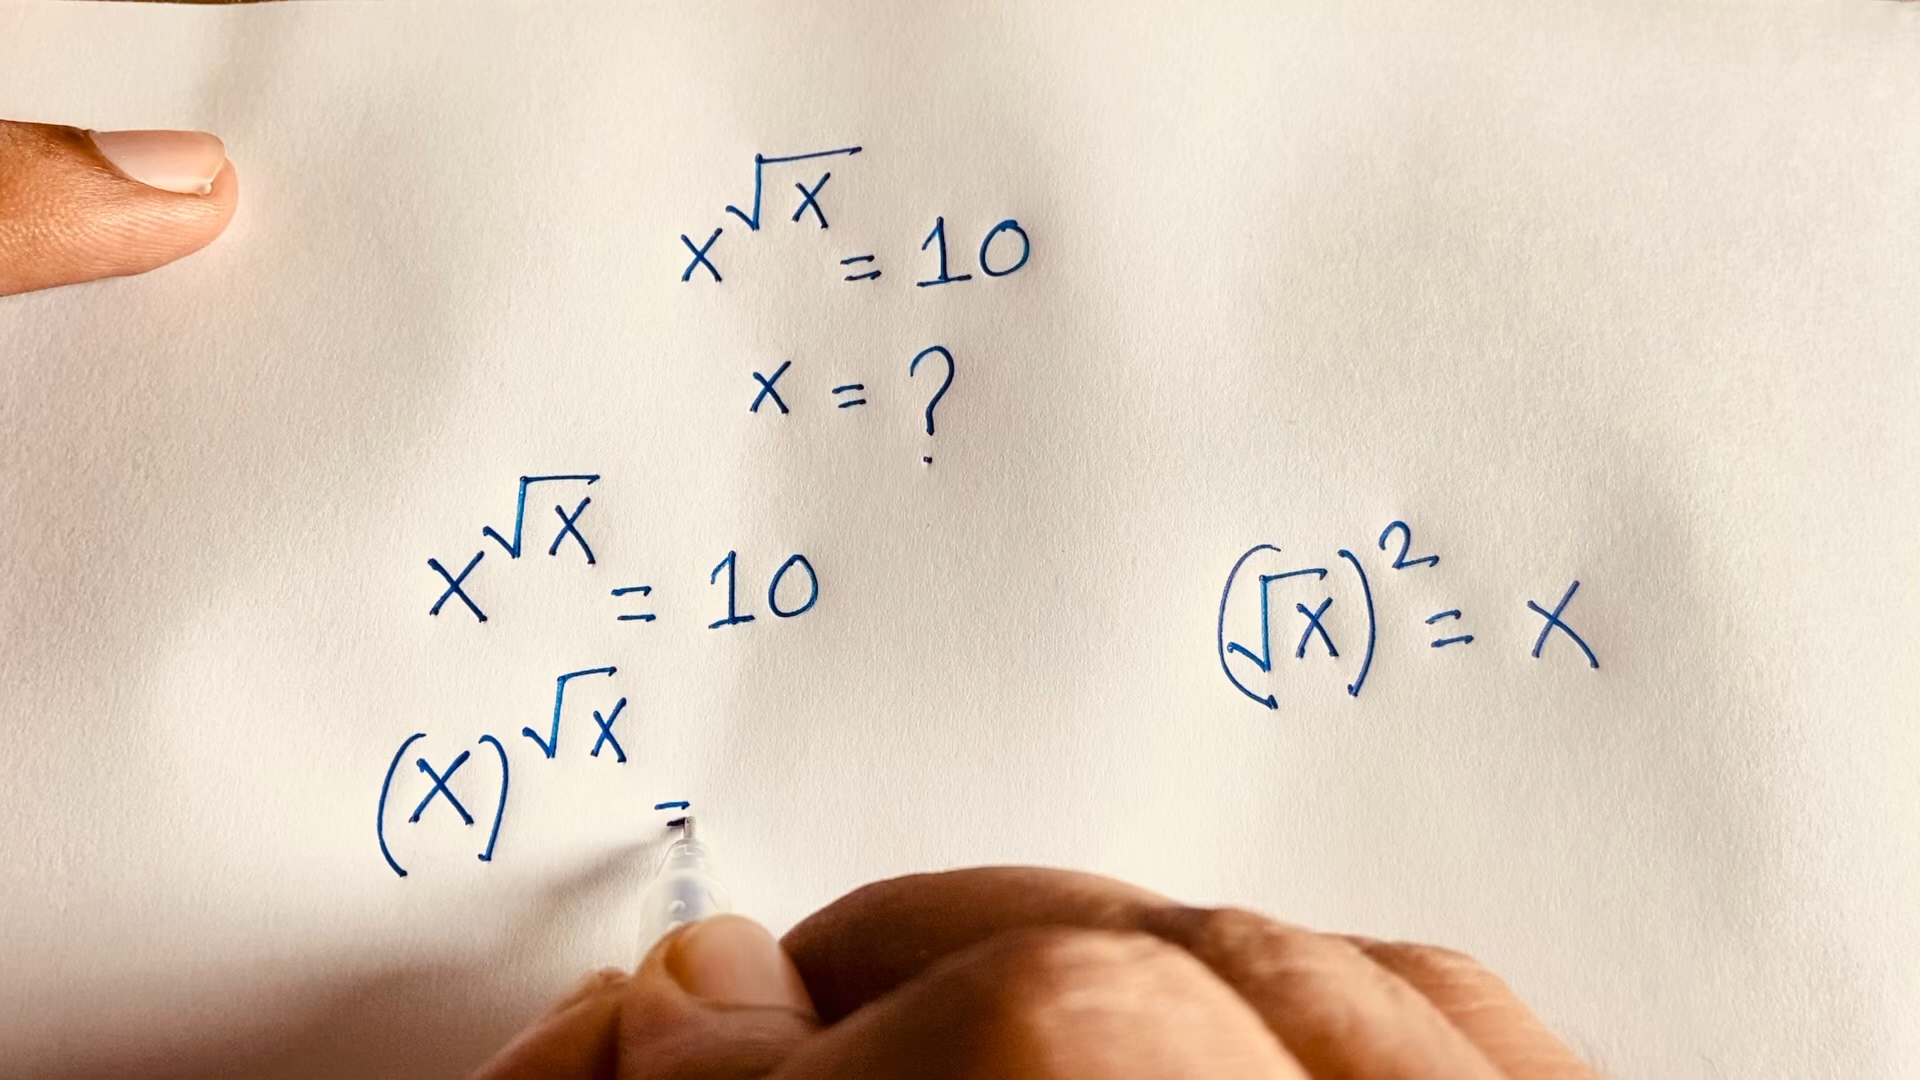 x^√x = 10
x = ?
x^√x = 10
(√x)^2 = x
(x)^√x =